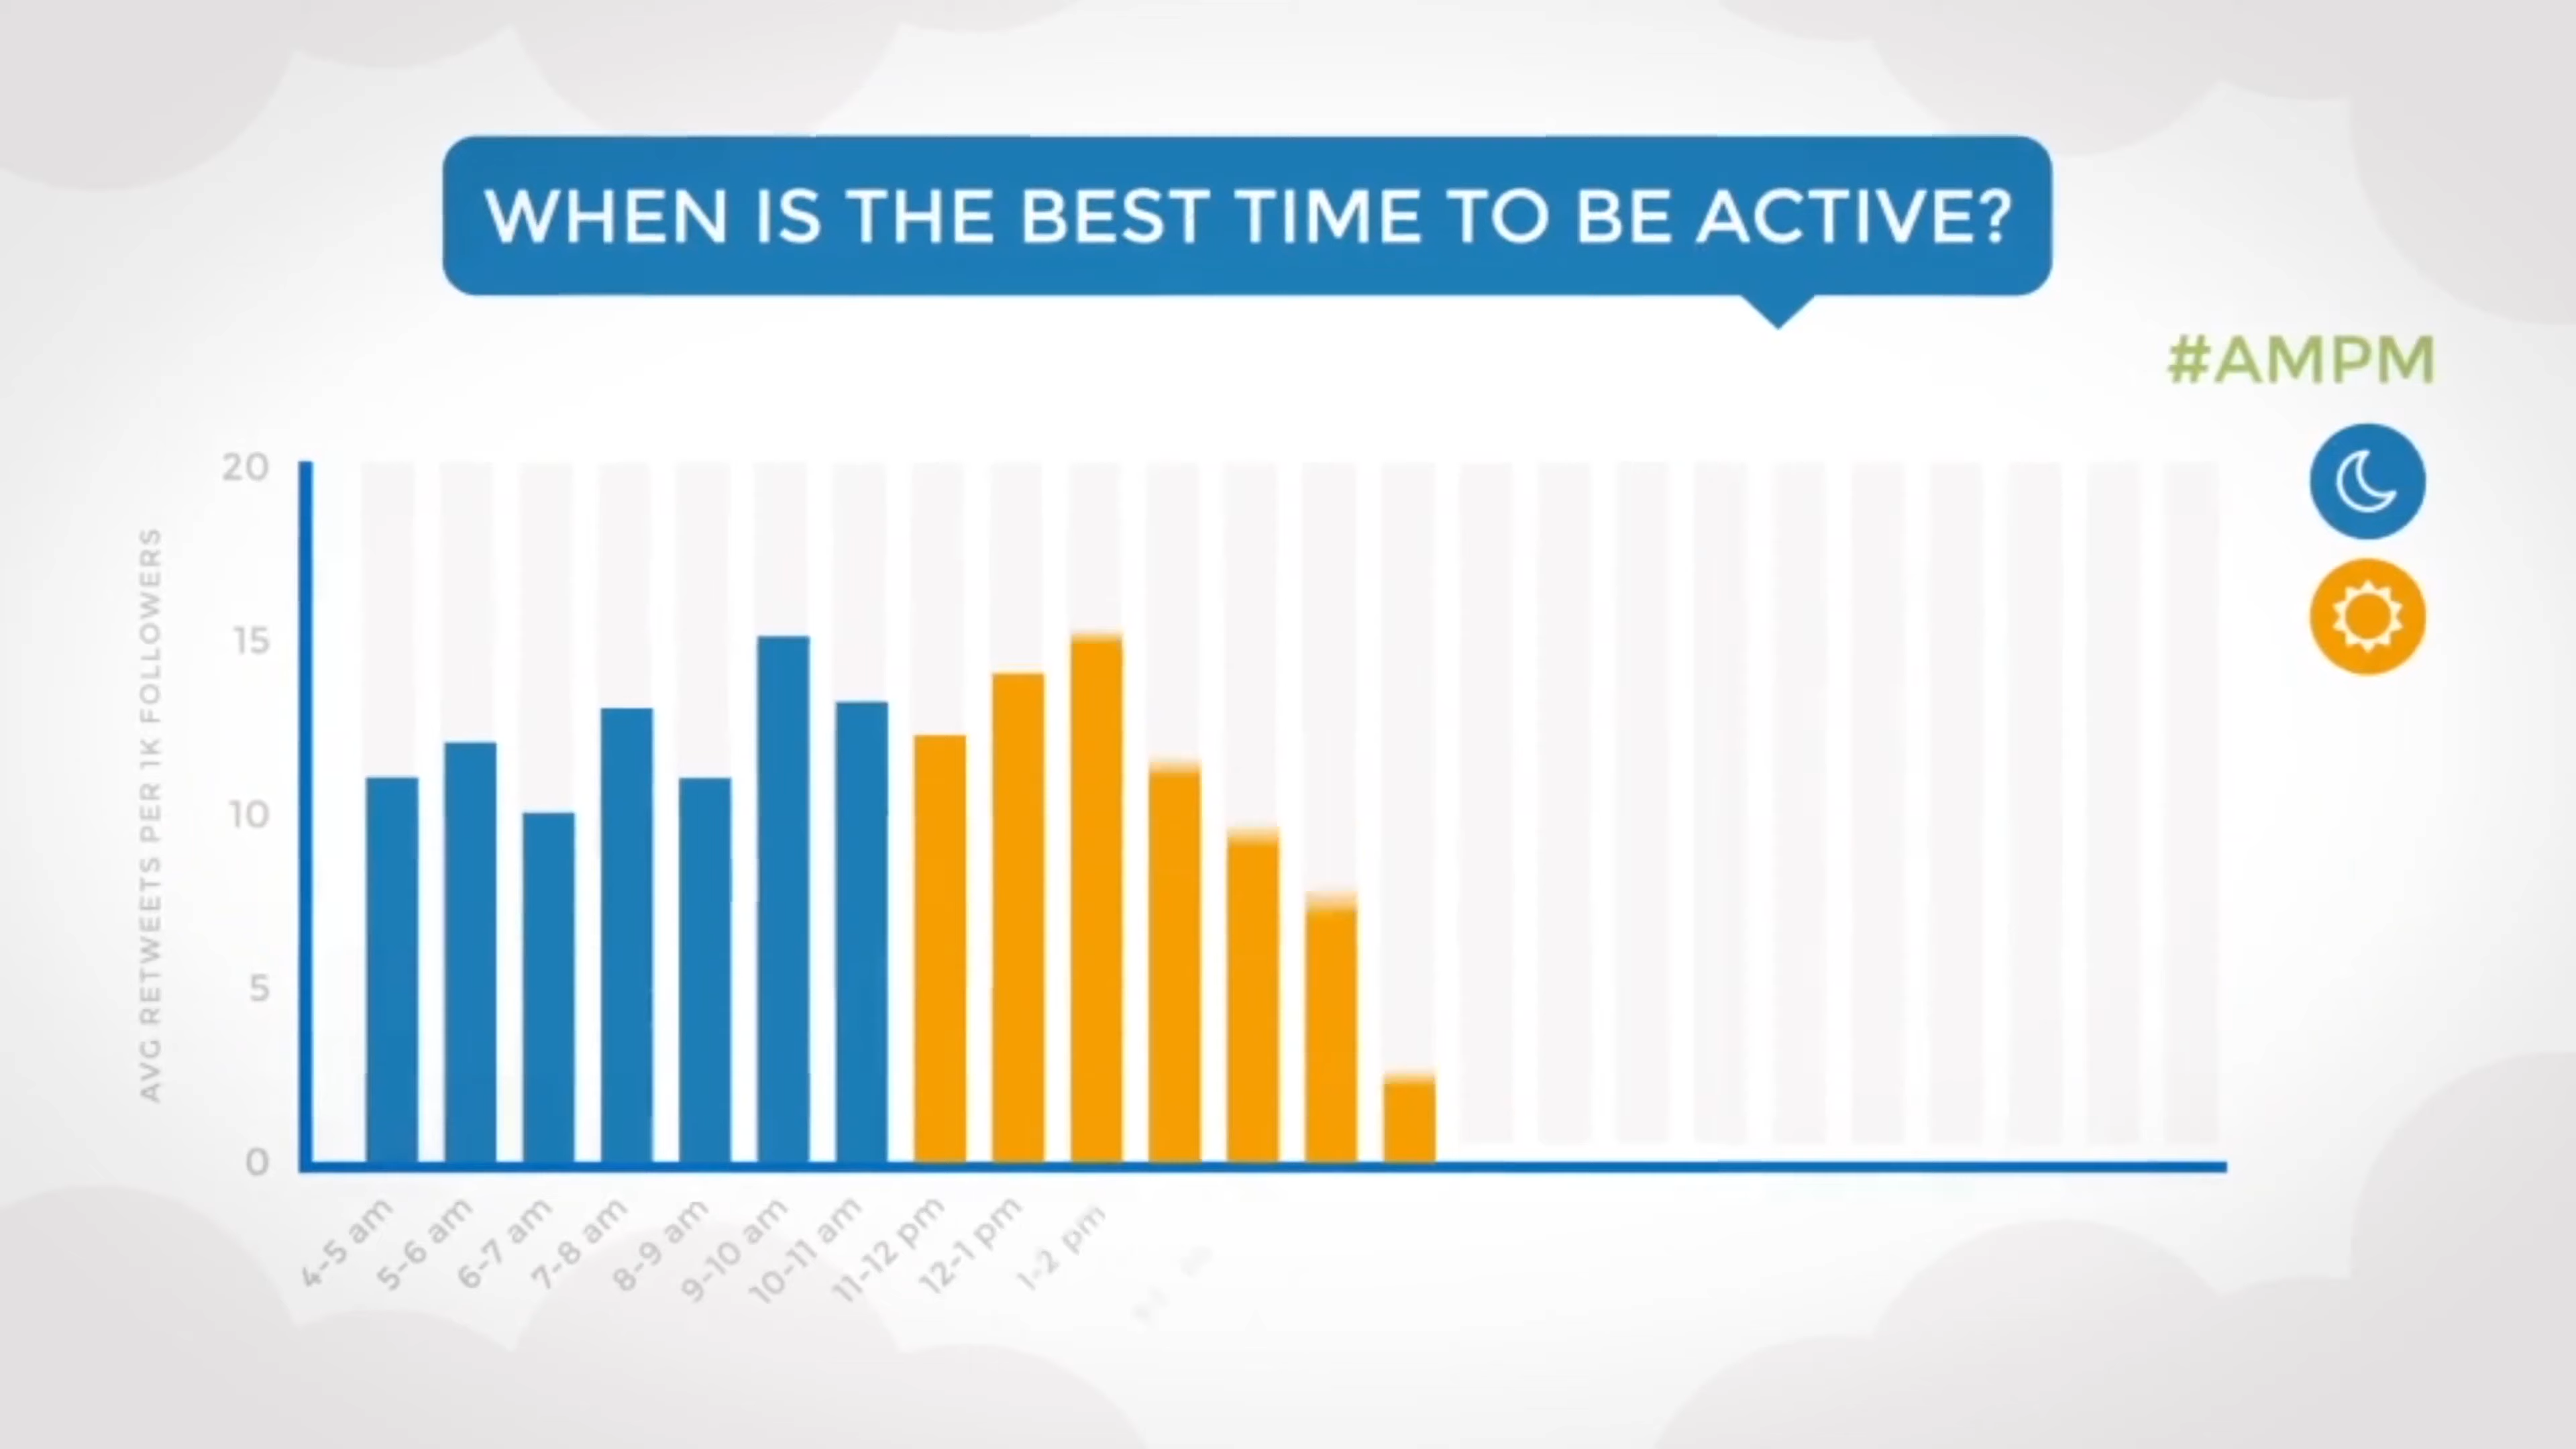 WHEN IS THE BEST TIME TO BE ACTIVE?
#AMPM
AVG RETWEETS PER 1K FOLLOWERS
20
15
10
5
0
4-5 am
5-6 am
6-7 am
7-8 am
8-9 am
9-10 am
10-11 am
11-12 pm
12-1 pm
1-2 pm